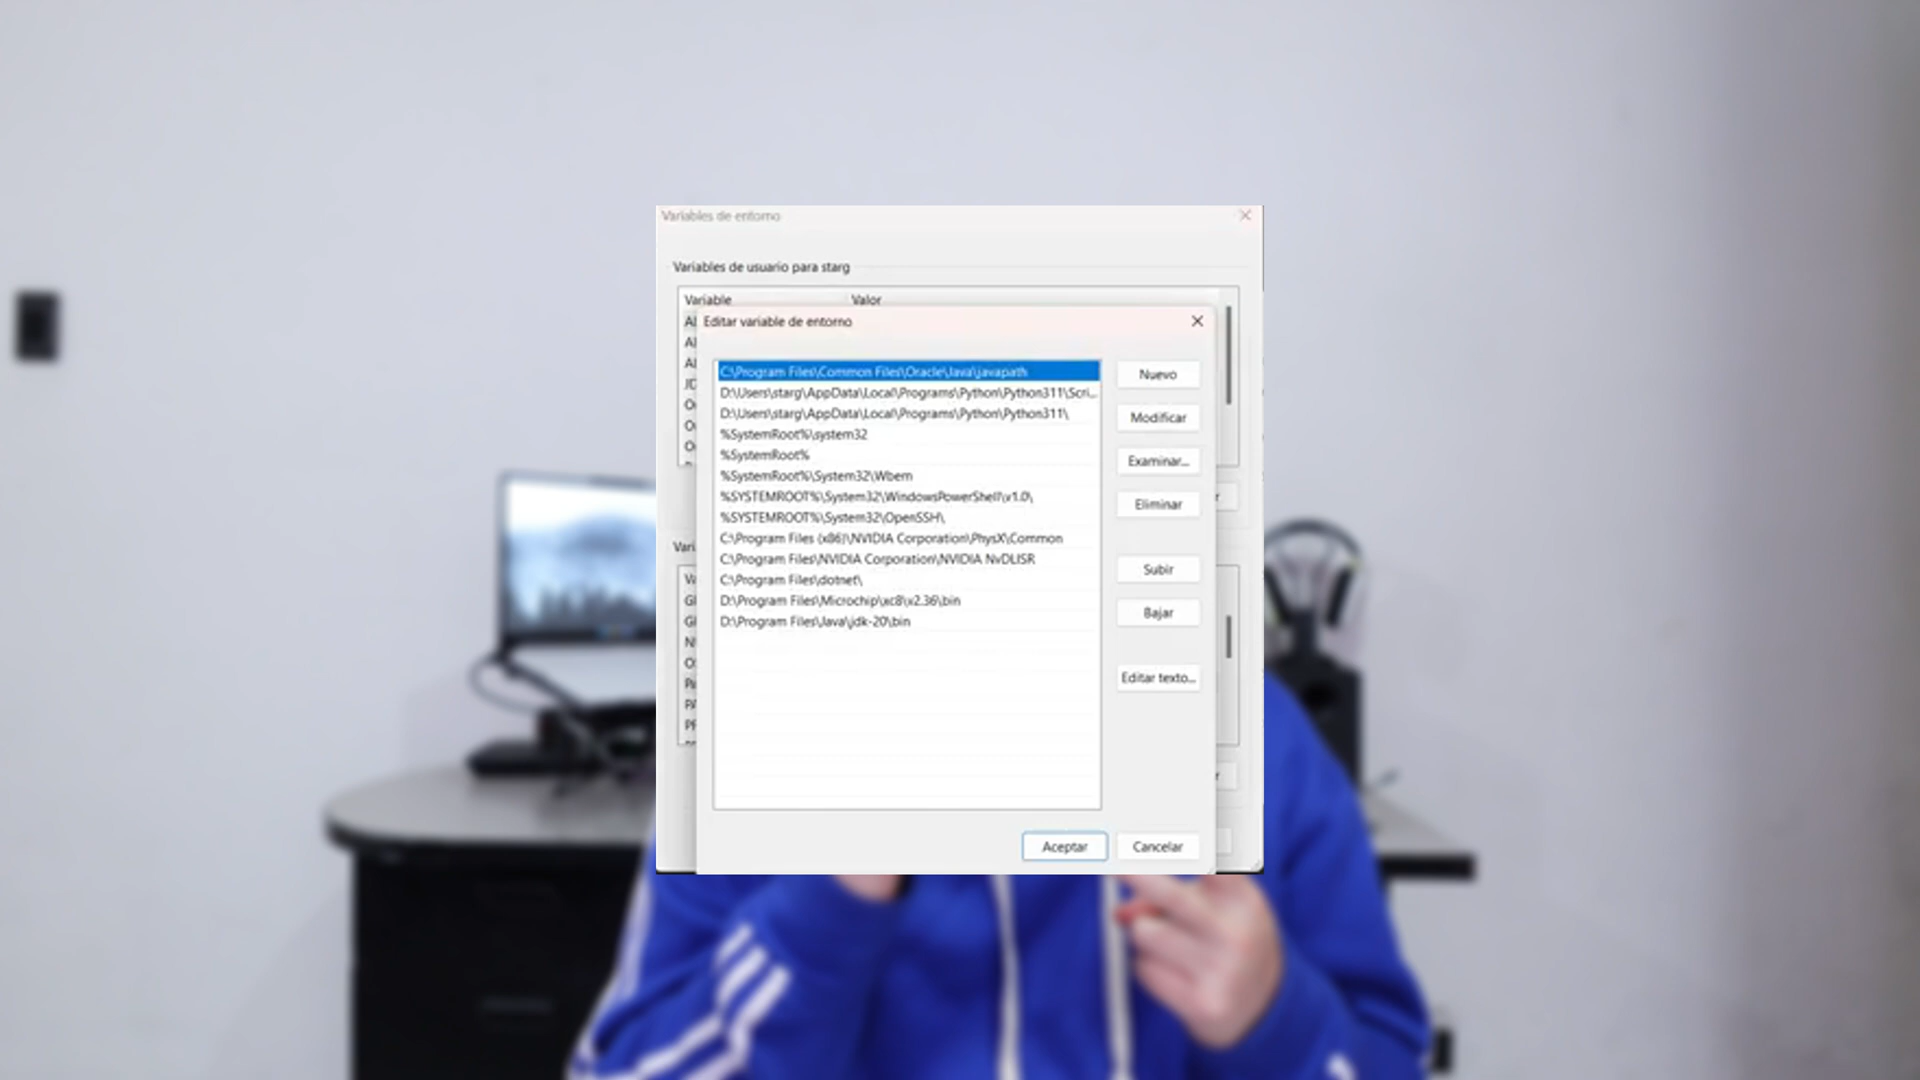 Variables de entorno
Variables de usuario para starg
Variable Valor
Editar variable de entorno
C:\Program Files\Common Files\Oracle\Java\javapath
D:\Users\starg\AppData\Local\Programs\Python\Python311\Scri...
D:\Users\starg\AppData\Local\Programs\Python\Python311\
%SystemRoot%\system32
%SystemRoot%
%SystemRoot%\System32\Wbem
%SYSTEMROOT%\System32\WindowsPowerShell\v1.0\
%SYSTEMROOT%\System32\OpenSSH\
C:\Program Files (x86)\NVIDIA Corporation\PhysX\Common
C:\Program Files\NVIDIA Corporation\NVIDIA NvDLISR
C:\Program Files\dotnet\
D:\Program Files\Microchip\xc8\v2.36\bin
D:\Program Files\Java\jdk-20\bin
Nuevo
Modificar
Examinar...
Eliminar
Subir
Bajar
Editar texto...
Aceptar
Cancelar